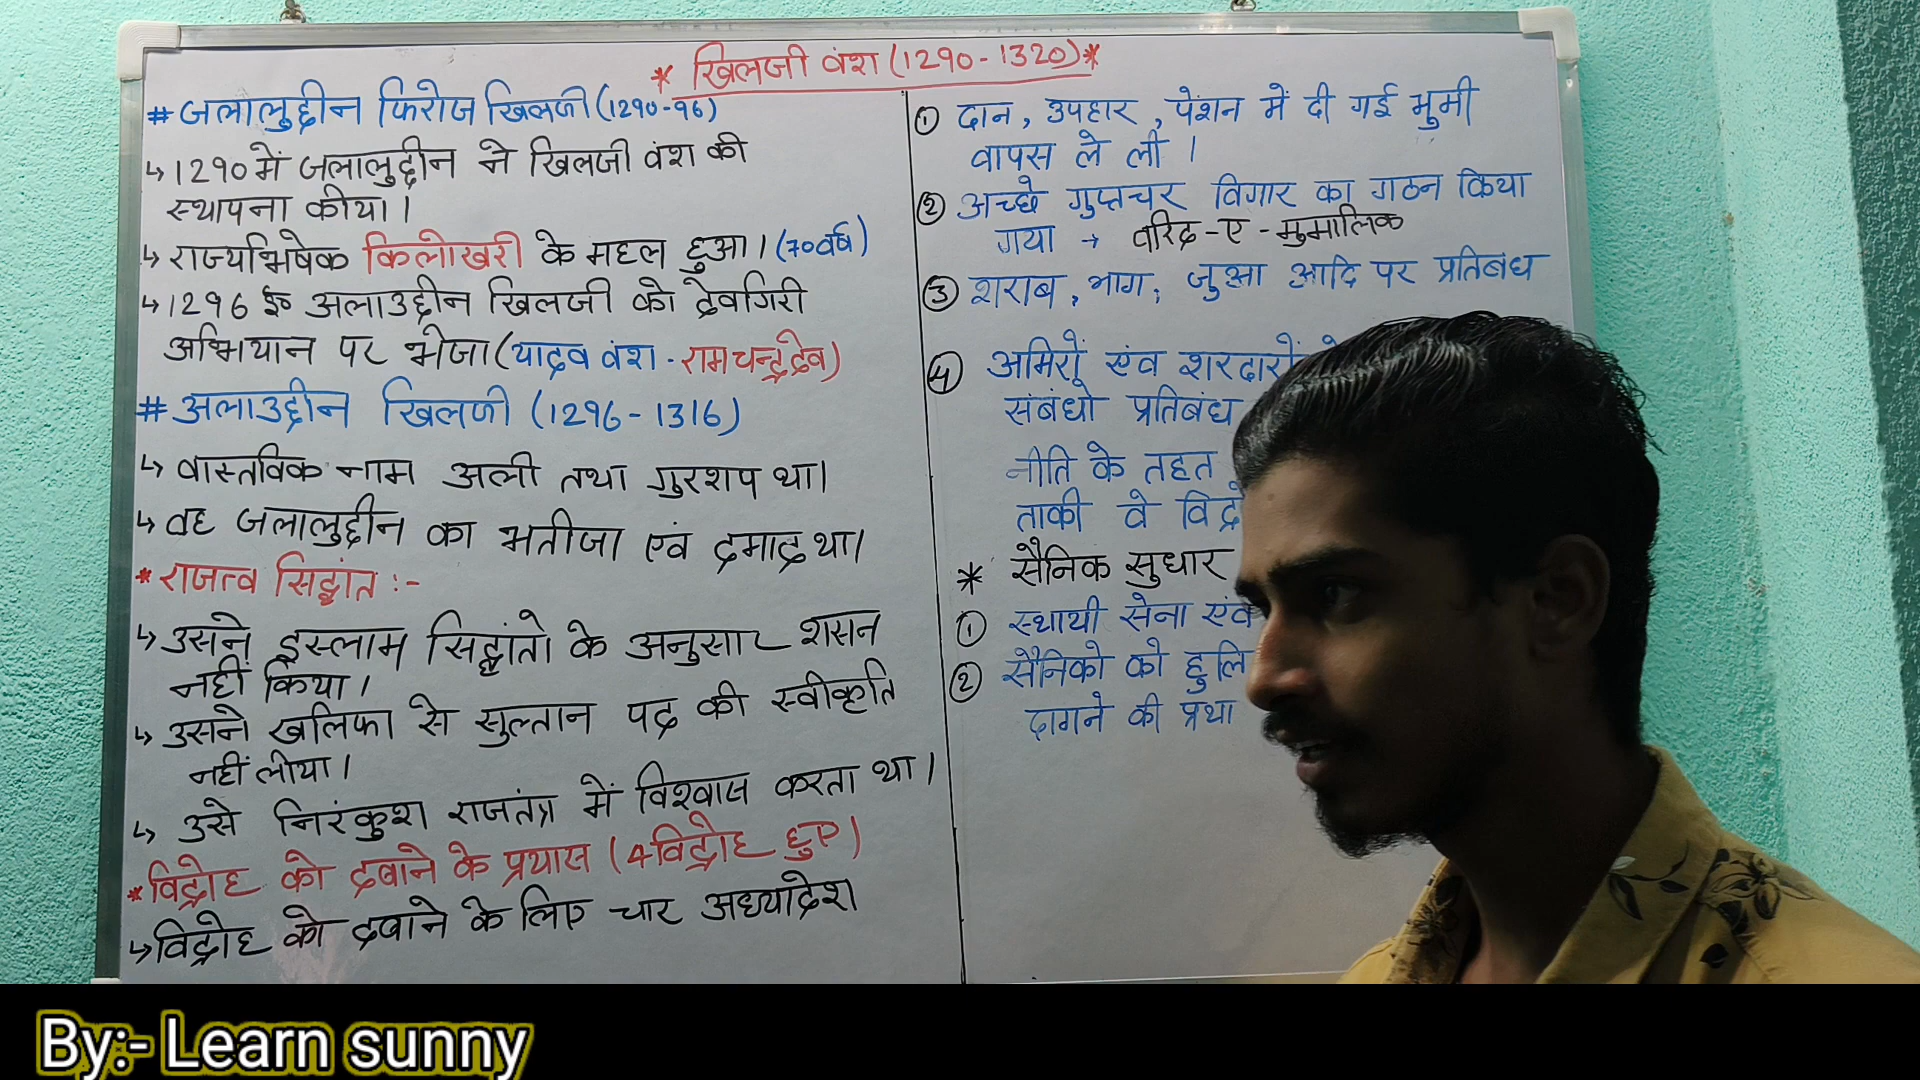 * खिलजी वंश (1290-1320)*
# जलालुद्दीन फिरोज खिलजी (1290-96)
↳ 1290 में जलालुद्दीन ने खिलजी वंश की
स्थापना कीया।
↳ राज्यभिषेक किलोखरी के महल हुआ। (70 वर्ष)
↳ 1296 अलाउद्दीन खिलजी को देवगिरी
अभियान पर भेजा (यादव वंश - रामचन्द्रदेव)
# अलाउद्दीन खिलजी (1296-1316)
↳ वास्तविक नाम अली तथा गुरशप था।
↳ वह जलालुद्दीन का भतीजा एवं दमाद था।
* राजत्व सिद्धांत :-
↳ उसने इस्लाम सिद्धांतो के अनुसार शसन
नहीं किया।
↳ उसने खलिफा से सुल्तान पद की स्वीकृति
नहीं लीया।
↳ उसे निरंकुश राजतंत्र में विश्वास करता था।
* विद्रोह को दबाने के प्रयास (4 विद्रोह हुए)
↳ विद्रोह को दबाने के लिए चार अध्यादेश
① दान, उपहार, पेंशन में दी गई भुमी
वापस ले ली।
② अच्छे गुप्तचर विगार का गठन किया
गया → वरिद-ए-मुमालिक
③ शराब, भाग, जुआ आदि पर प्रतिबंध
④ अमिरों एंव शरदारों
संबंधो प्रतिबंध
नीति के तहत
ताकी वे
* सैनिक सुधार
① स्थायी सेना एंव
② सैनिको को हुलि
दागने की प्रथा
By:- Learn sunny